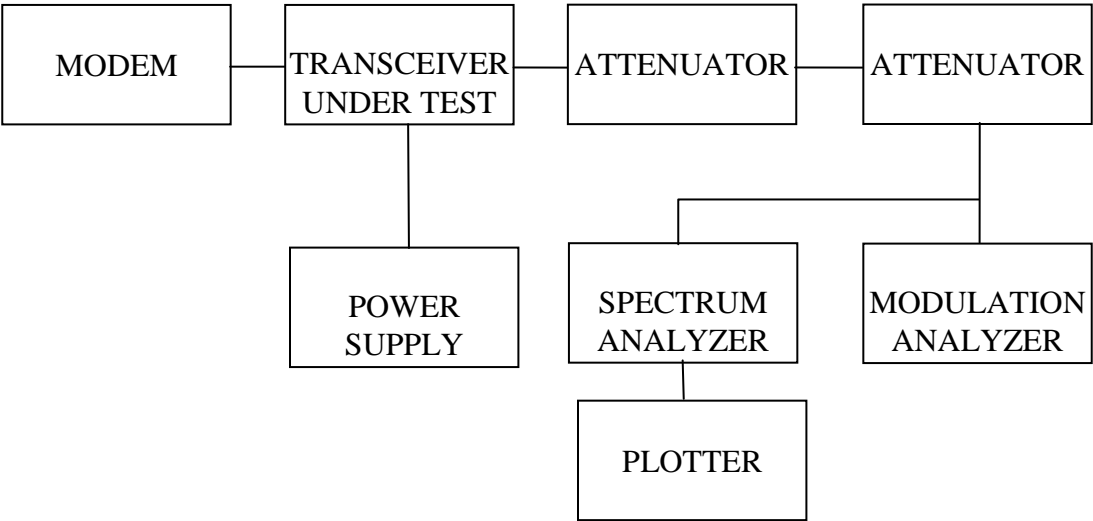 MODEM
TRANSCEIVER
UNDER TEST
ATTENUATOR
ATTENUATOR
POWER
SUPPLY
SPECTRUM
ANALYZER
MODULATION
ANALYZER
PLOTTER